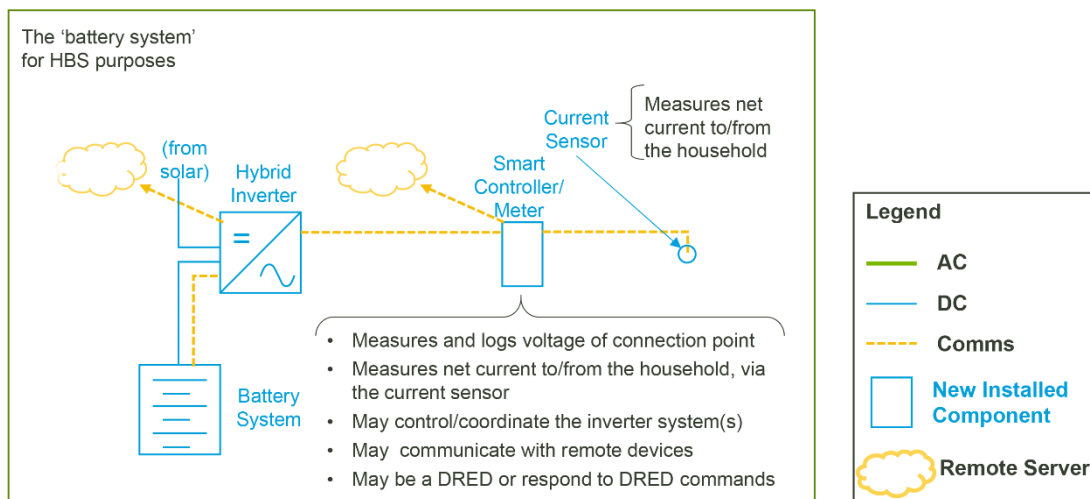 The ‘battery system’
for HBS purposes
(from
solar)
Hybrid
Inverter
Smart
Controller/
Meter
Current
Sensor
Measures net
current to/from
the household
Battery
System
• Measures and logs voltage of connection point
• Measures net current to/from the household, via
the current sensor
• May control/coordinate the inverter system(s)
• May communicate with remote devices
• May be a DRED or respond to DRED commands
Legend
AC
DC
Comms
New Installed
Component
Remote Server